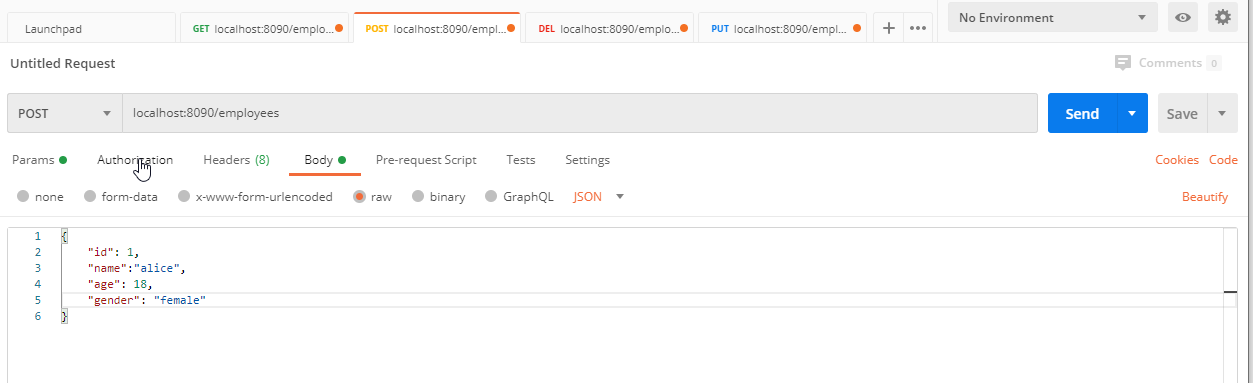 Launchpad GET localhost:8090/emplo... POST localhost:8090/empl... DEL localhost:8090/empl... PUT localhost:8090/empl... + ••• No Environment
Untitled Request Comments 0
POST localhost:8090/employees Send Save
Params Authorization Headers (8) Body Pre-request Script Tests Settings Cookies Code
none form-data x-www-form-urlencoded raw binary GraphQL JSON Beautify
1 {
2 "id": 1,
3 "name":"alice",
4 "age": 18,
5 "gender": "female"
6 }